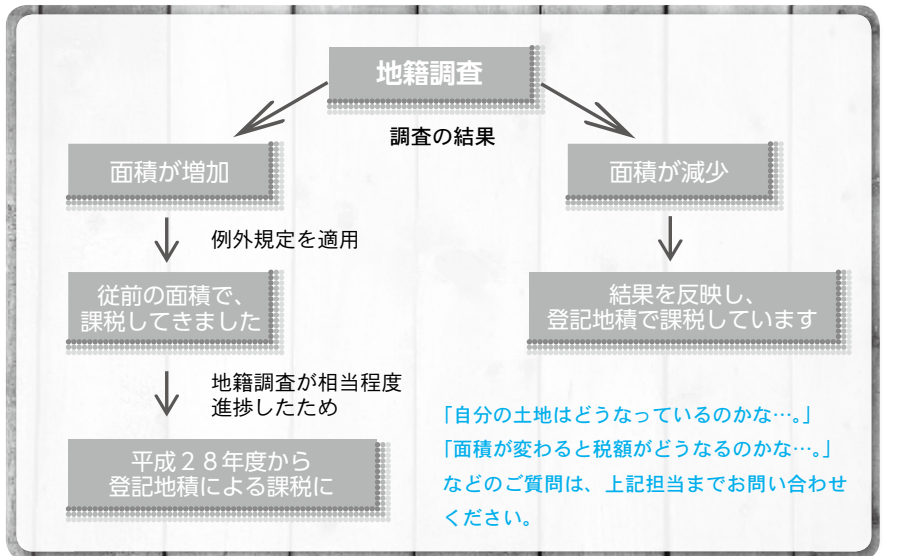 地籍調査
調査の結果
面積が増加
面積が減少
例外規定を適用
従前の面積で、
課税してきました
結果を反映し、
登記地積で課税しています
地籍調査が相当程度
進捗したため
平成２８年度から
登記地積による課税に
「自分の土地はどうなっているのかな…。」
「面積が変わると税額がどうなるのかな…。」
などのご質問は、上記担当までお問い合わせ
ください。